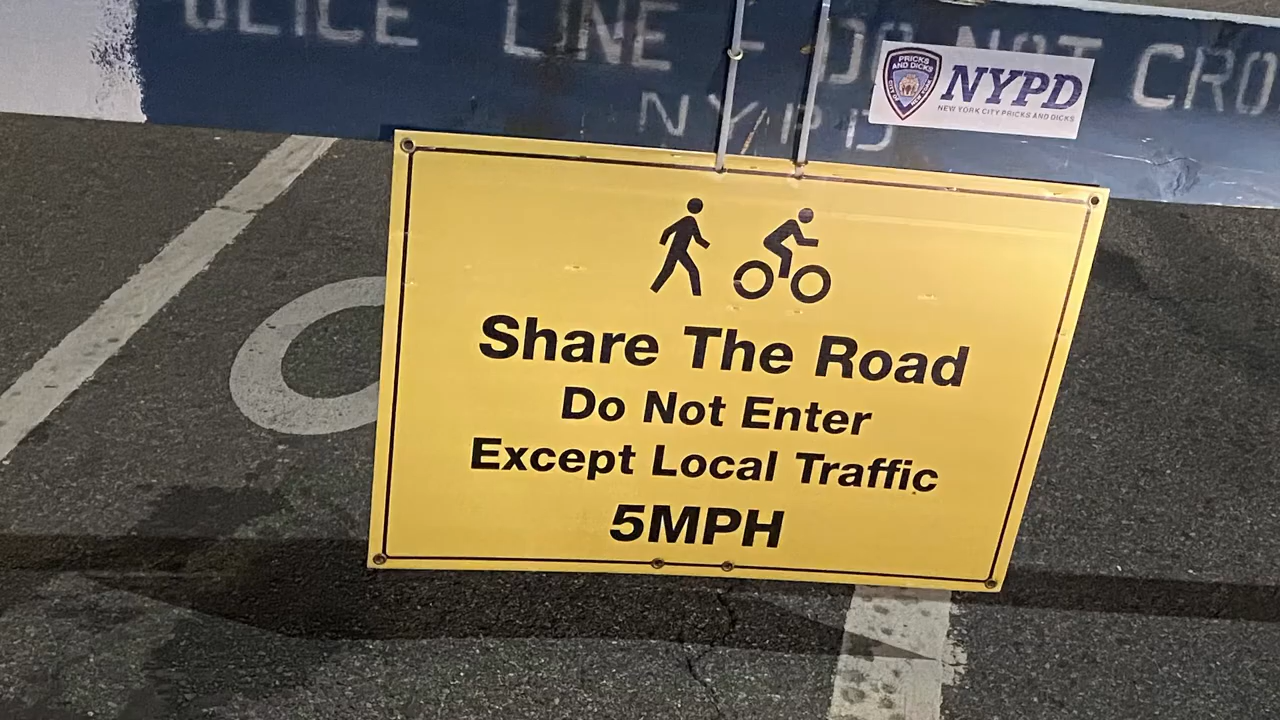 POLICE LINE - DO NOT CRO
NYPD
PRICKS
AND DICKS
NYPD
NEW YORK CITY PRICKS AND DICKS
Share The Road
Do Not Enter
Except Local Traffic
5MPH